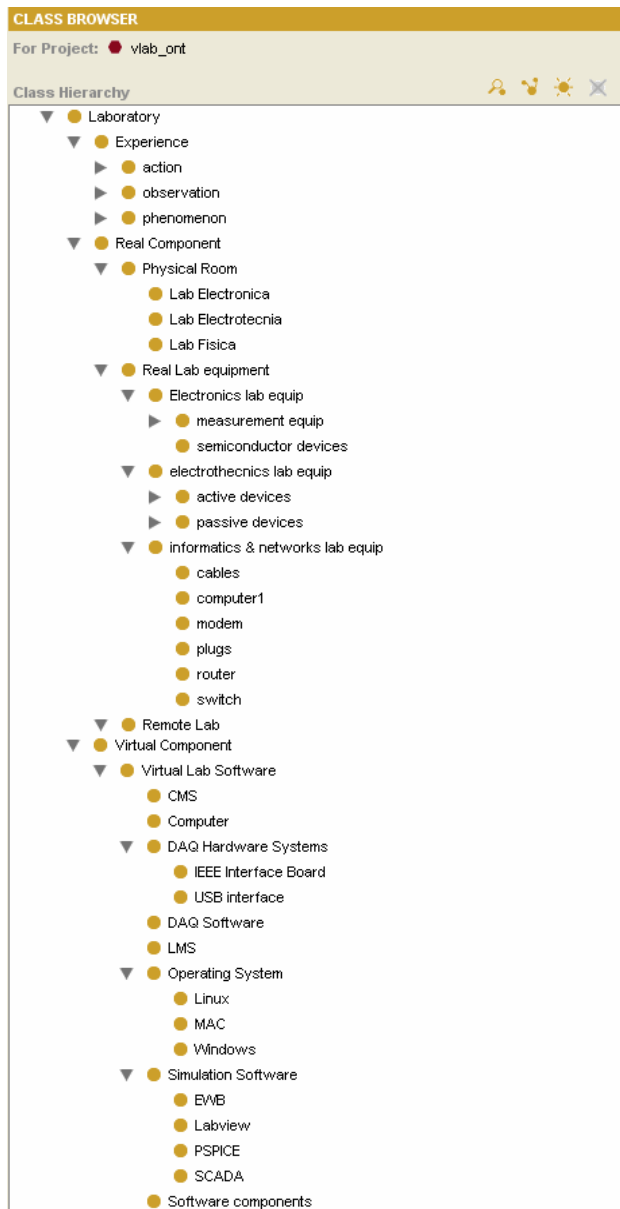 CLASS BROWSER
For Project: vlab_ont
Class Hierarchy
Laboratory
Experience
action
observation
phenomenon
Real Component
Physical Room
Lab Electronica
Lab Electrotecnia
Lab Fisica
Real Lab equipment
Electronics lab equip
measurement equip
semiconductor devices
electrothecnics lab equip
active devices
passive devices
informatics & networks lab equip
cables
computer1
modem
plugs
router
switch
Remote Lab
Virtual Component
Virtual Lab Software
CMS
Computer
DAQ Hardware Systems
IEEE Interface Board
USB interface
DAQ Software
LMS
Operating System
Linux
MAC
Windows
Simulation Software
EWB
Labview
PSPICE
SCADA
Software components